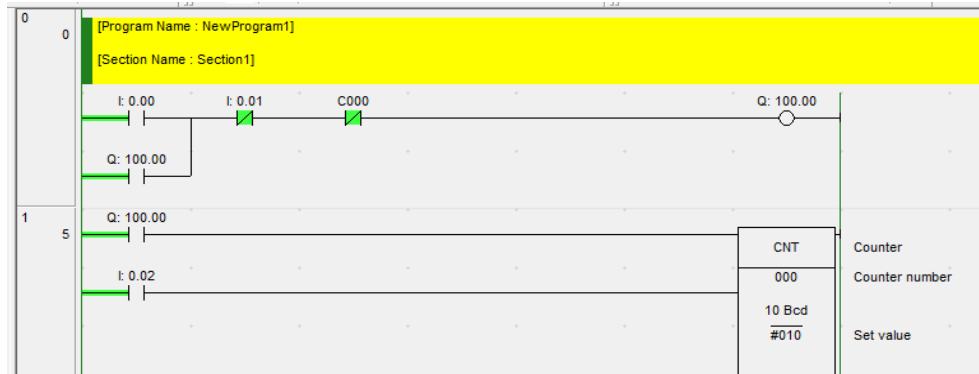 0
0
[Program Name : NewProgram1]
[Section Name : Section1]
I: 0.00
I: 0.01
C000
Q: 100.00
Q: 100.00
1
5
Q: 100.00
CNT
Counter
I: 0.02
000
Counter number
10 Bcd
#010
Set value